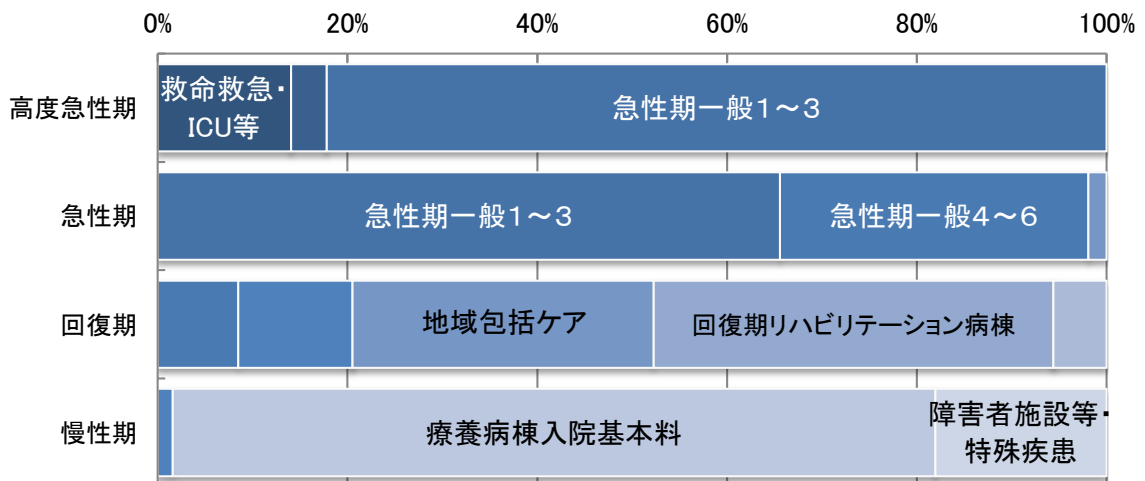 0% 20% 40% 60% 80% 100%
高度急性期
救命救急・
ICU等
急性期一般１～３
急性期
急性期一般１～３
急性期一般４～６
回復期
地域包括ケア
回復期リハビリテーション病棟
慢性期
療養病棟入院基本料
障害者施設等・
特殊疾患